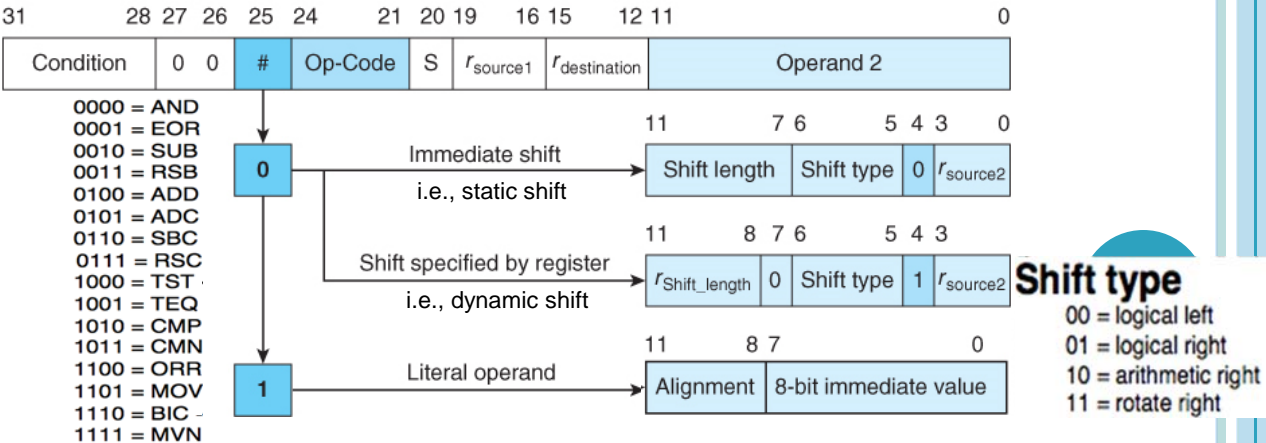 31 28 27 26 25 24 21 20 19 16 15 12 11 0
Condition 0 0 # Op-Code S rsource1 rdestination Operand 2
0000 = AND
0001 = EOR
0010 = SUB
0011 = RSB
0100 = ADD
0101 = ADC
0110 = SBC
0111 = RSC
1000 = TST
1001 = TEQ
1010 = CMP
1011 = CMN
1100 = ORR
1101 = MOV
1110 = BIC
1111 = MVN
11 7 6 5 4 3 0
0 Immediate shift Shift length Shift type 0 rsource2
i.e., static shift
11 8 7 6 5 4 3
Shift specified by register rShift_length 0 Shift type 1 rsource2
i.e., dynamic shift
11 8 7 0
1 Literal operand Alignment 8-bit immediate value
Shift type
00 = logical left
01 = logical right
10 = arithmetic right
11 = rotate right